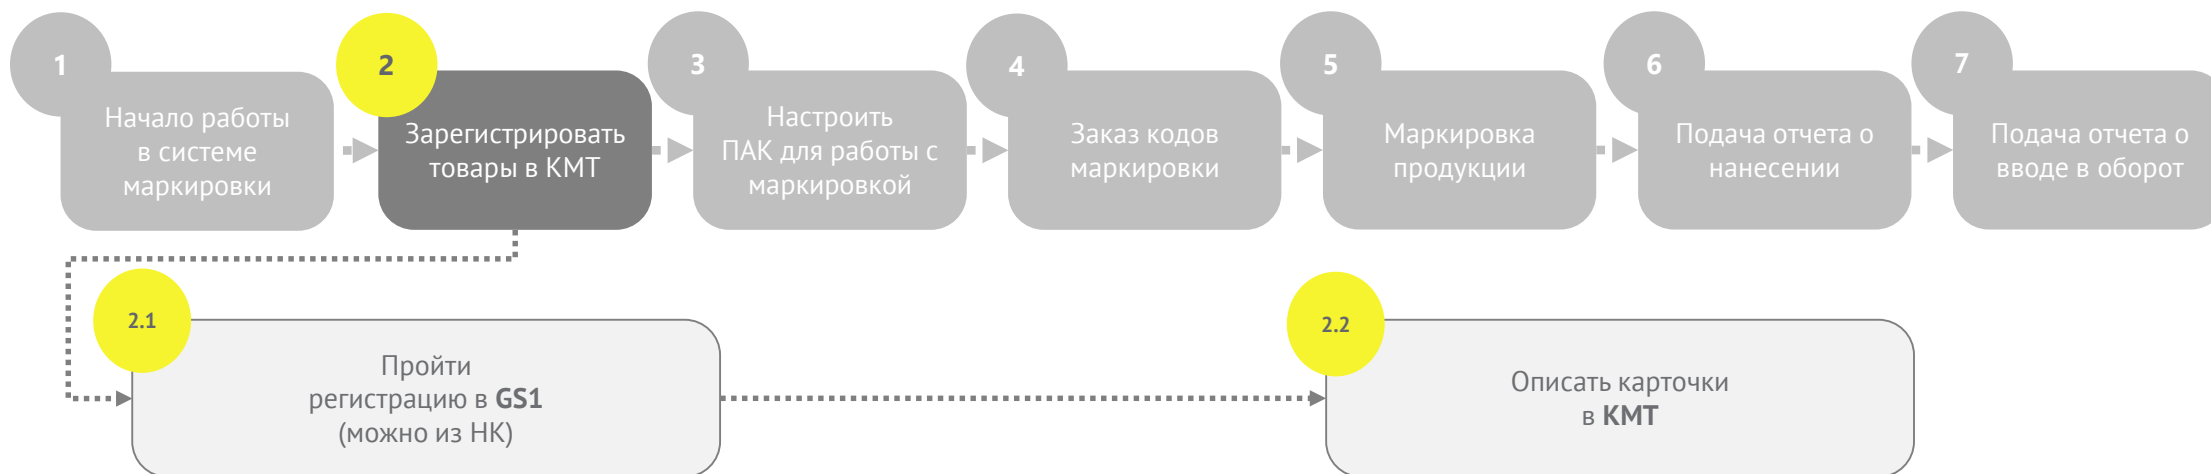 1
Начало работы
в системе
маркировки
2
Зарегистрировать
товары в КМТ
3
Настроить
ПАК для работы с
маркировкой
4
Заказ кодов
маркировки
5
Маркировка
продукции
6
Подача отчета о
нанесении
7
Подача отчета о
вводе в оборот
2.1
Пройти
регистрацию в GS1
(можно из НК)
2.2
Описать карточки
в КМТ